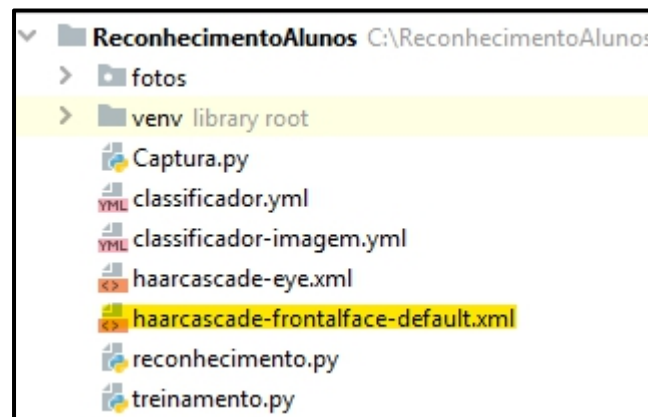 ReconhecimentoAlunos C:\ReconhecimentoAlunos
fotos
venv library root
Captura.py
YML classificador.yml
YML classificador-imagem.yml
haarcascade-eye.xml
haarcascade-frontalface-default.xml
reconhecimento.py
treinamento.py